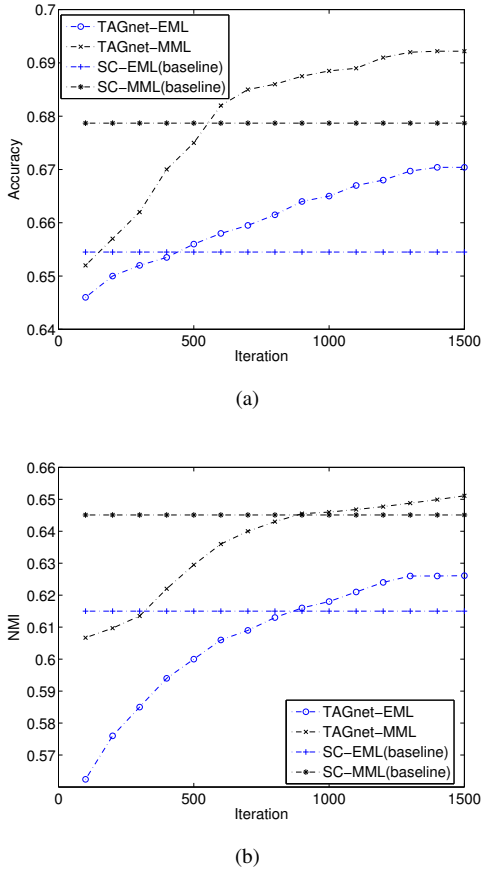 0.7
TAGnet−EML
TAGnet−MML
SC−EML(baseline)
SC−MML(baseline)
0.69
0.68
0.67
0.66
0.65
0.64
Accuracy
0 500 1000 1500
Iteration
(a)
0.66
0.65
0.64
0.63
0.62
0.61
0.6
0.59
0.58
0.57
NMI
TAGnet−EML
TAGnet−MML
SC−EML(baseline)
SC−MML(baseline)
0 500 1000 1500
Iteration
(b)